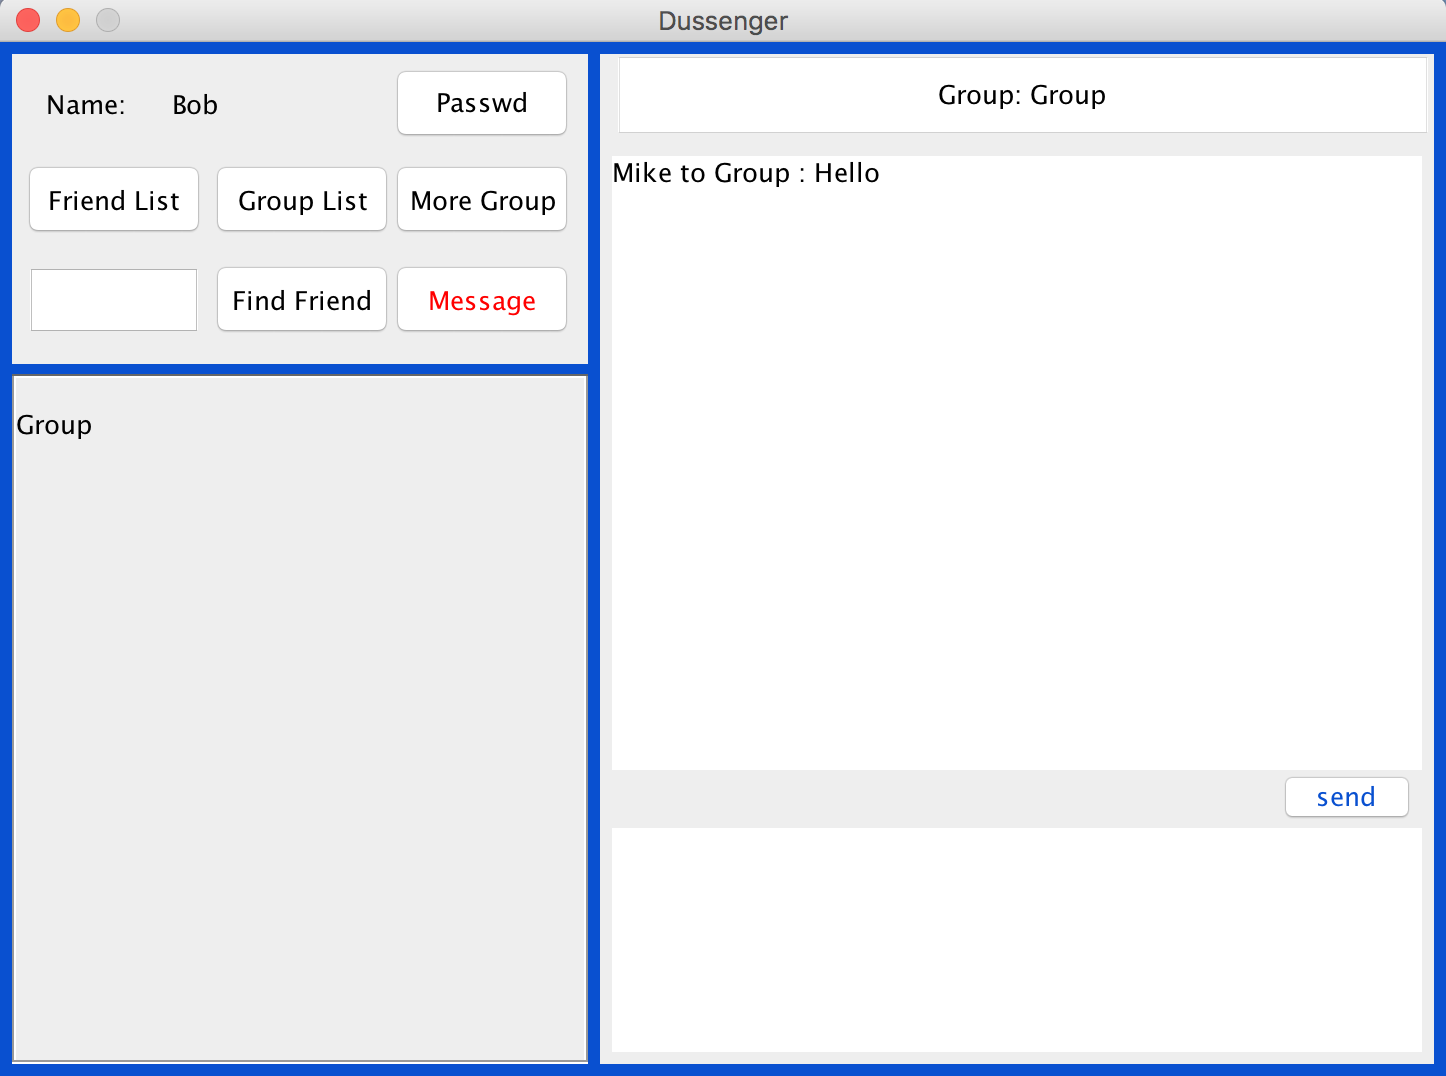 Dussenger
Name: Bob
Passwd
Friend List
Group List
More Group
Find Friend
Message
Group
Group: Group
Mike to Group : Hello
send